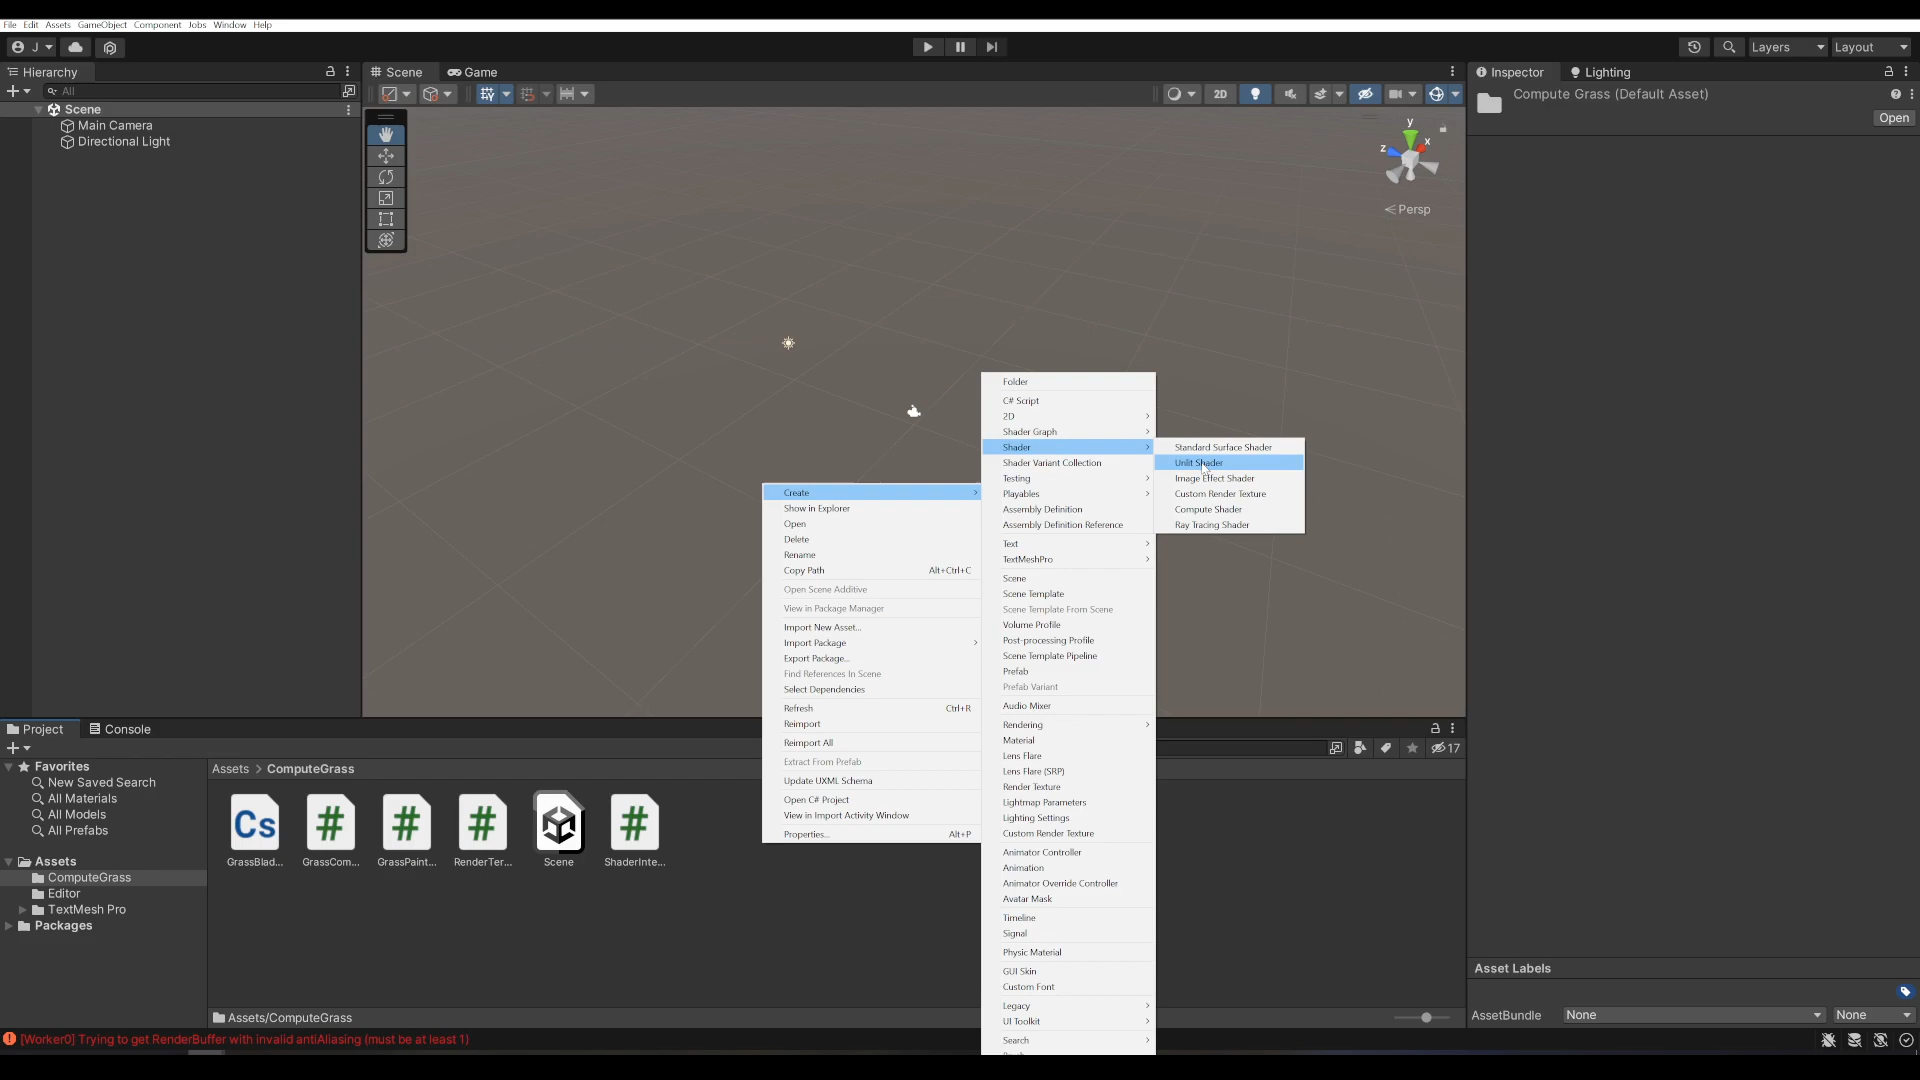 File Edit Assets GameObject Component Jobs Window Help
J
Layers
Layout
Hierarchy
All
Scene
Main Camera
Directional Light
Scene
Game
2D
y
x
z
Persp
Inspector
Lighting
Compute Grass (Default Asset)
Open
Create
Show in Explorer
Open
Delete
Rename
Copy Path Alt+Ctrl+C
Open Scene Additive
View in Package Manager
Import New Asset...
Import Package
Export Package...
Find References In Scene
Select Dependencies
Refresh Ctrl+R
Reimport
Reimport All
Extract From Prefab
Update UXML Schema
Open C# Project
View in Import Activity Window
Properties... Alt+P
Folder
C# Script
2D
Shader Graph
Shader
Shader Variant Collection
Testing
Playables
Assembly Definition
Assembly Definition Reference
Text
TextMeshPro
Scene
Scene Template
Scene Template From Scene
Volume Profile
Post-processing Profile
Scene Template Pipeline
Prefab
Prefab Variant
Audio Mixer
Rendering
Material
Lens Flare
Lens Flare (SRP)
Render Texture
Lightmap Parameters
Lighting Settings
Custom Render Texture
Animator Controller
Animation
Animator Override Controller
Avatar Mask
Timeline
Signal
Physic Material
GUI Skin
Custom Font
Legacy
UI Toolkit
Search
Standard Surface Shader
Unlit Shader
Image Effect Shader
Custom Render Texture
Compute Shader
Ray Tracing Shader
Project
Console
17
Favorites
New Saved Search
All Materials
All Models
All Prefabs
Assets
ComputeGrass
Editor
TextMesh Pro
Packages
Assets > ComputeGrass
Cs
#
#
#
#
GrassBlad...
GrassCom...
GrassPaint...
RenderTer...
Scene
ShaderInte...
Assets/ComputeGrass
Asset Labels
AssetBundle
None
None
[Worker0] Trying to get RenderBuffer with invalid antiAliasing (must be at least 1)